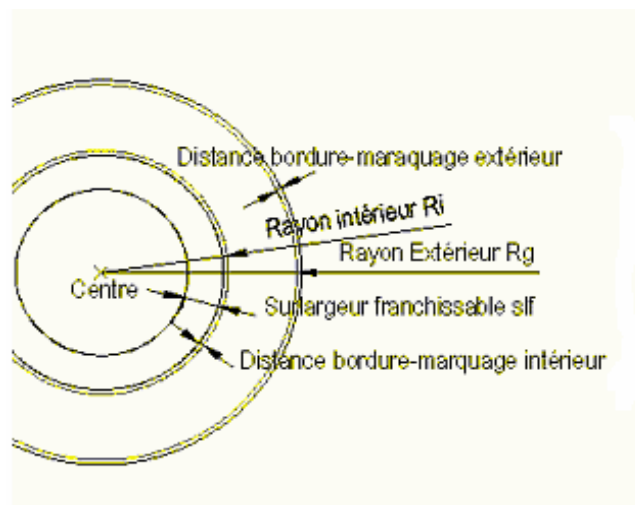 Distance bordure-maraquage extérieur
Rayon intérieur Ri
Rayon Extérieur Rg
Centre
Surlargeur franchissable slf
Distance bordure-marquage intérieur